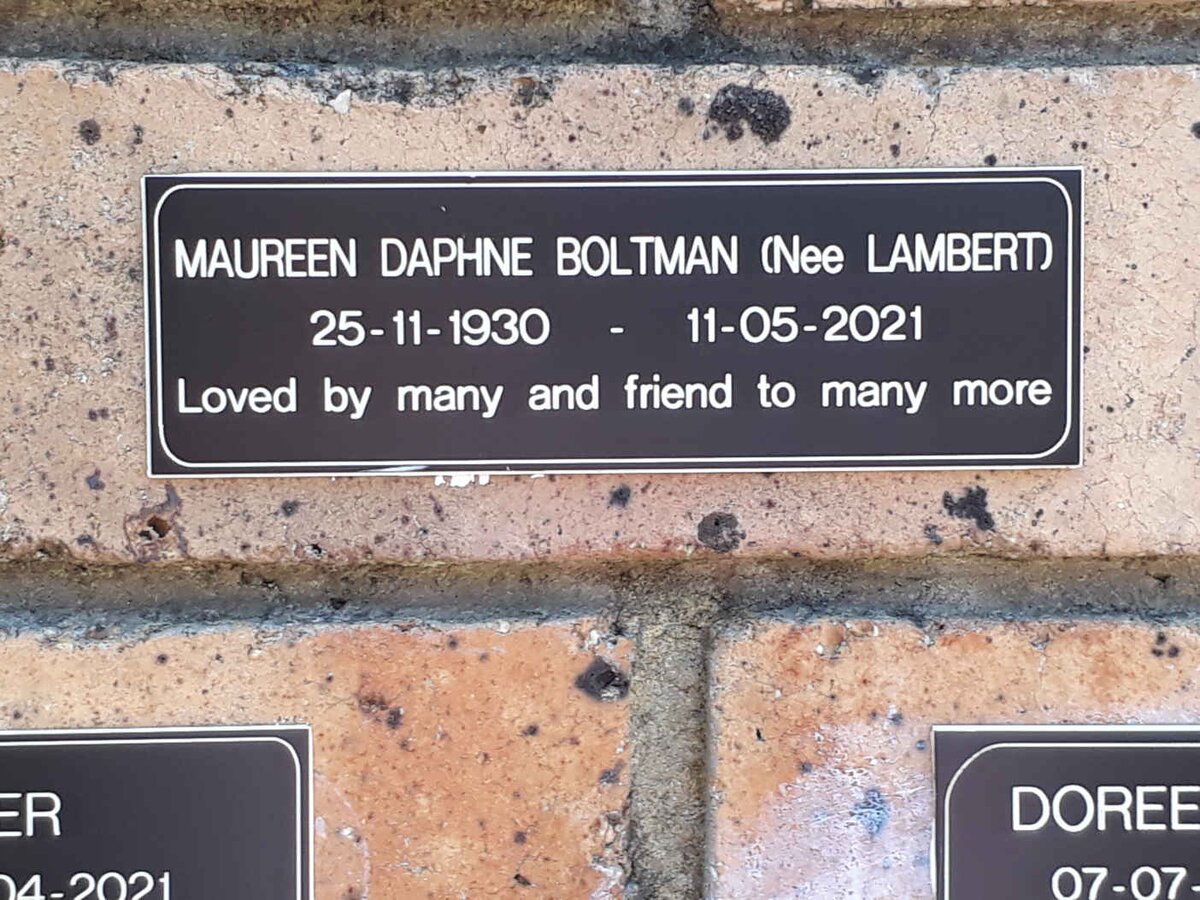 MAUREEN DAPHNE BOLTMAN (Nee LAMBERT)
25-11-1930 - 11-05-2021
Loved by many and friend to many more
ER
04-2021
DOREE
07-07-